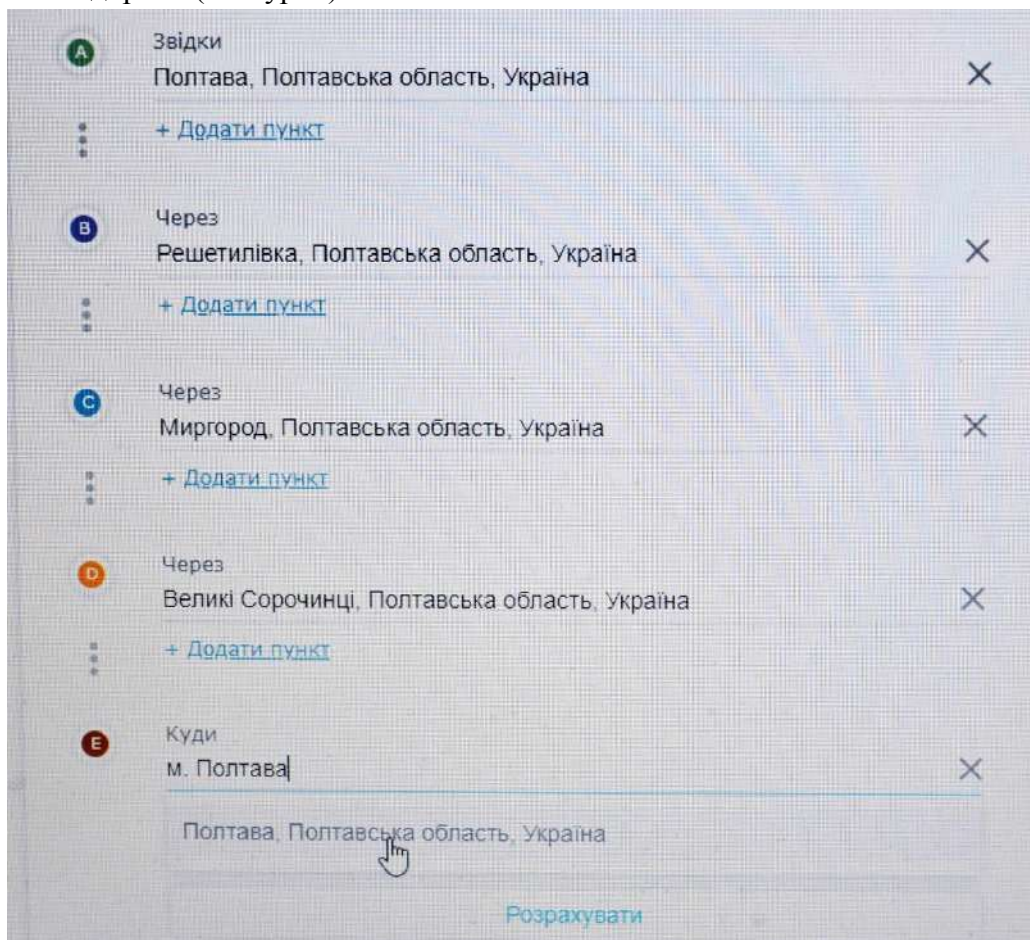 A
Звідки
Полтава, Полтавська область, Україна
+ Додати пункт
B
Через
Решетилівка, Полтавська область, Україна
+ Додати пункт
C
Через
Миргород, Полтавська область, Україна
+ Додати пункт
D
Через
Великі Сорочинці, Полтавська область, Україна
+ Додати пункт
E
Куди
м. Полтава
Полтава, Полтавська область, Україна
Розрахувати